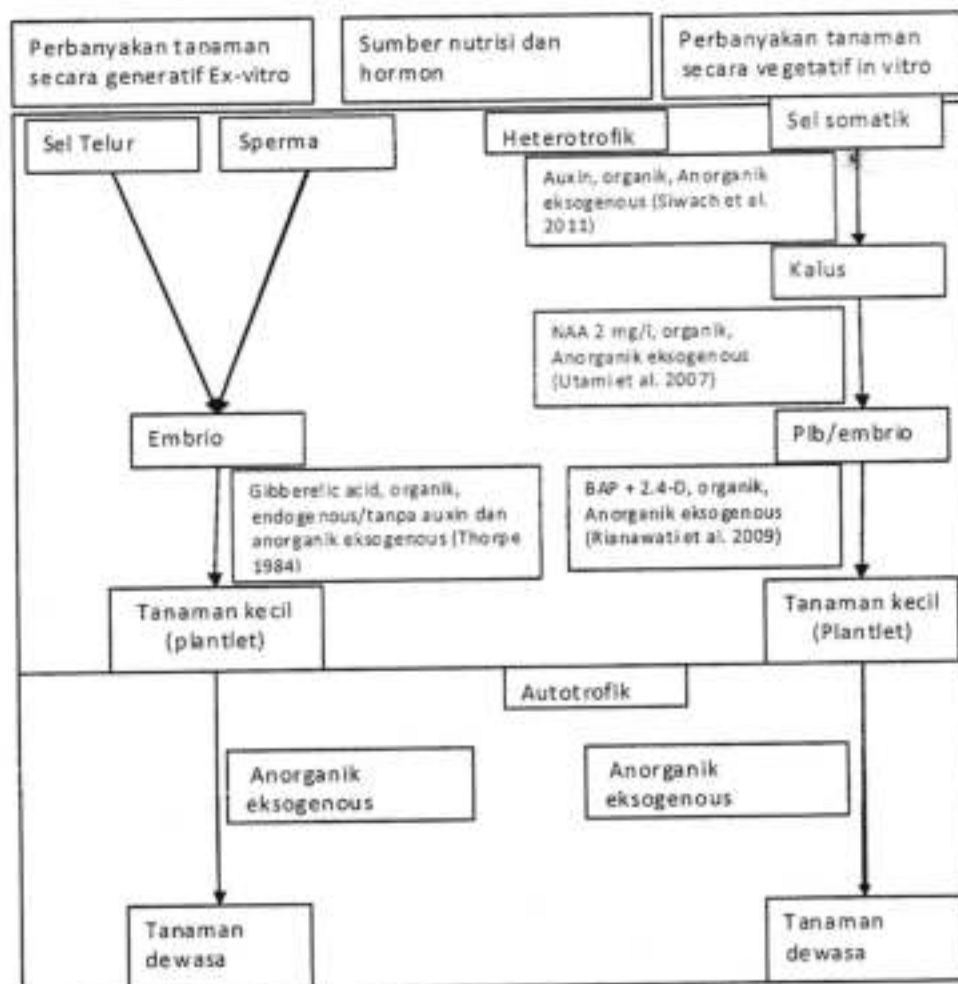 Perbanyakan tanaman
secara generatif Ex-vitro
Sumber nutrisi dan
hormon
Perbanyakan tanaman
secara vegetatif in vitro
Sel Telur
Sperma
Heterotrofik
Sel somatik
Auxin, organik, Anorganik
eksogenous (Siwach et al.
2011)
Kalus
NAA 2 mg/l, organik,
Anorganik eksogenous
(Utami et al. 2007)
Embrio
Plb/embrio
Gibberelic acid, organik,
endogenous/tanpa auxin dan
anorganik eksogenous (Thorpe
1984)
BAP + 2.4-D, organik,
Anorganik eksogenous
(Rianawati et al. 2009)
Tanaman kecil
(plantlet)
Tanaman kecil
(Plantlet)
Autotrofik
Anorganik
eksogenous
Anorganik
eksogenous
Tanaman
dewasa
Tanaman
dewasa